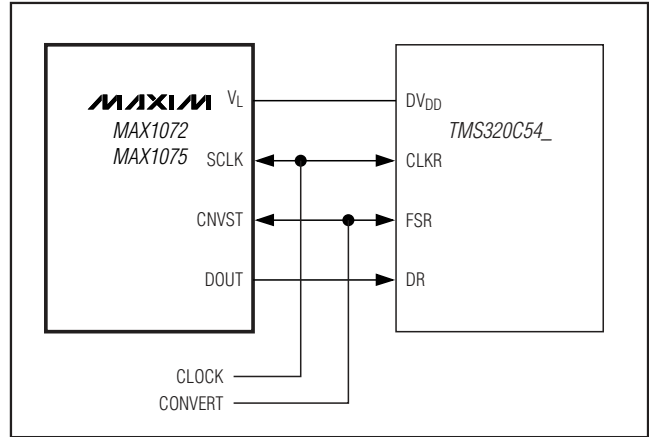 MAXIM
MAX1072
MAX1075
VL
SCLK
CNVST
DOUT
DVDD
TMS320C54_
CLKR
FSR
DR
CLOCK
CONVERT